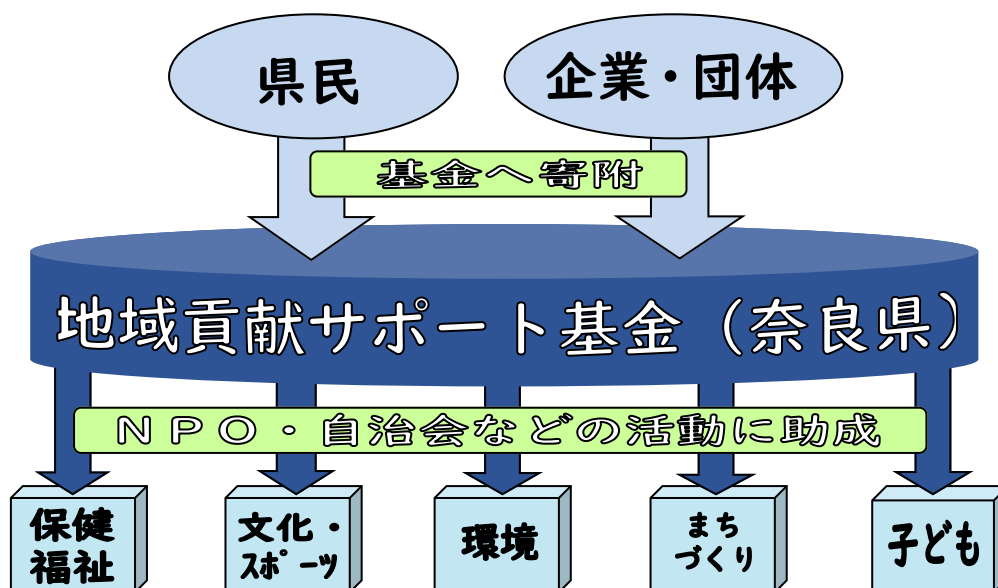 県民
企業・団体
基金へ寄附
地域貢献サポート基金（奈良県）
ＮＰＯ・自治会などの活動に助成
保健
福祉
文化・
スポーツ
環境
まち
づくり
子ども